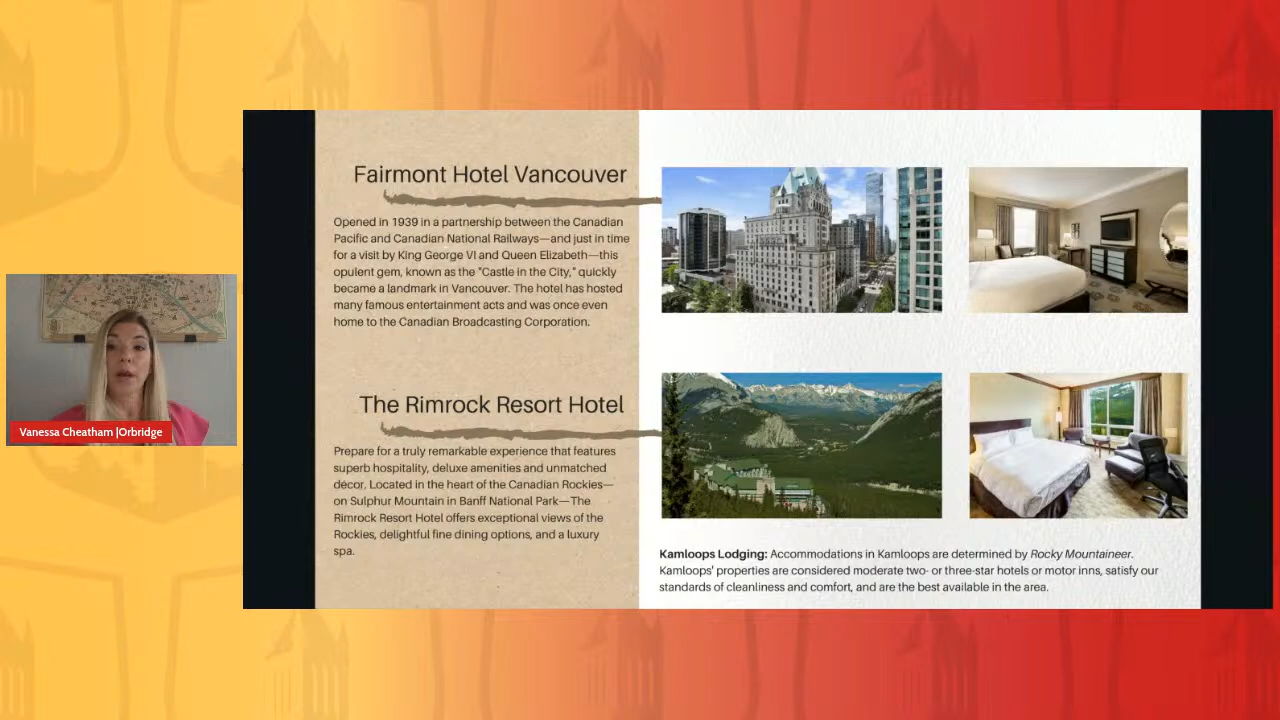 Fairmont Hotel Vancouver
Opened in 1939 in a partnership between the Canadian
Pacific and Canadian National Railways—and just in time
for a visit by King George VI and Queen Elizabeth—this
opulent gem, known as the "Castle in the City," quickly
became a landmark in Vancouver. The hotel has hosted
many famous entertainment acts and was once even
home to the Canadian Broadcasting Corporation.
The Rimrock Resort Hotel
Prepare for a truly remarkable experience that features
superb hospitality, deluxe amenities and unmatched
décor. Located in the heart of the Canadian Rockies—
on Sulphur Mountain in Banff National Park—The
Rimrock Resort Hotel offers exceptional views of the
Rockies, delightful fine dining options, and a luxury
spa.
Kamloops Lodging: Accommodations in Kamloops are determined by Rocky Mountaineer.
Kamloops' properties are considered moderate two- or three-star hotels or motor inns, satisfy our
standards of cleanliness and comfort, and are the best available in the area.
Vanessa Cheatham |Orbridge